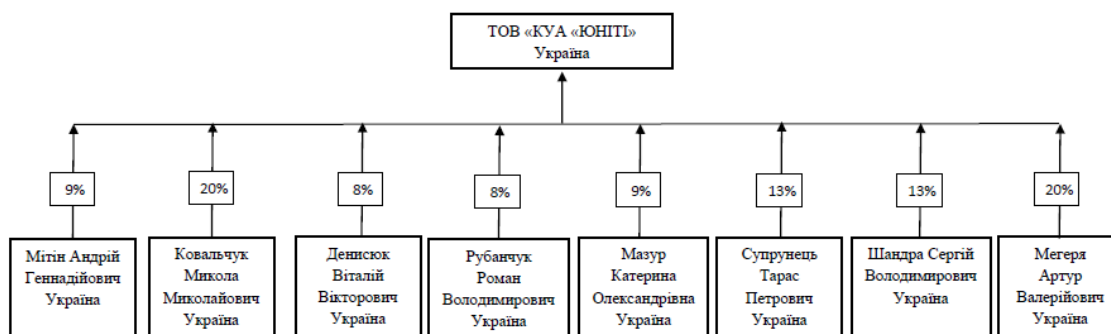 ТОВ «КУА «ЮНІТІ»
Україна
9%
20%
8%
8%
9%
13%
13%
20%
Мітін Андрій
Геннадійович
Україна
Ковальчук
Микола
Миколайович
Україна
Денисюк
Віталій
Вікторович
Україна
Рубанчук
Роман
Володимирович
Україна
Мазур
Катерина
Олександрівна
Україна
Супрунець
Тарас
Петрович
Україна
Шандра Сергій
Володимирович
Україна
Мегеря
Артур
Валерійович
Україна